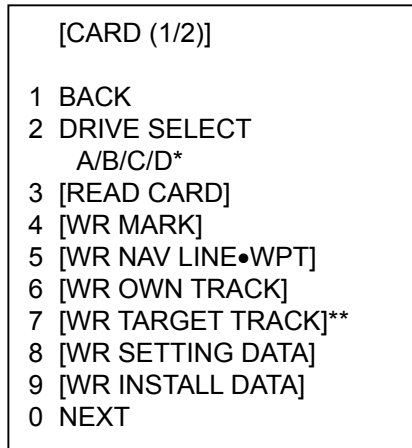 [CARD (1/2)]
1 BACK
2 DRIVE SELECT
A/B/C/D*
3 [READ CARD]
4 [WR MARK]
5 [WR NAV LINE•WPT]
6 [WR OWN TRACK]
7 [WR TARGET TRACK]**
8 [WR SETTING DATA]
9 [WR INSTALL DATA]
0 NEXT